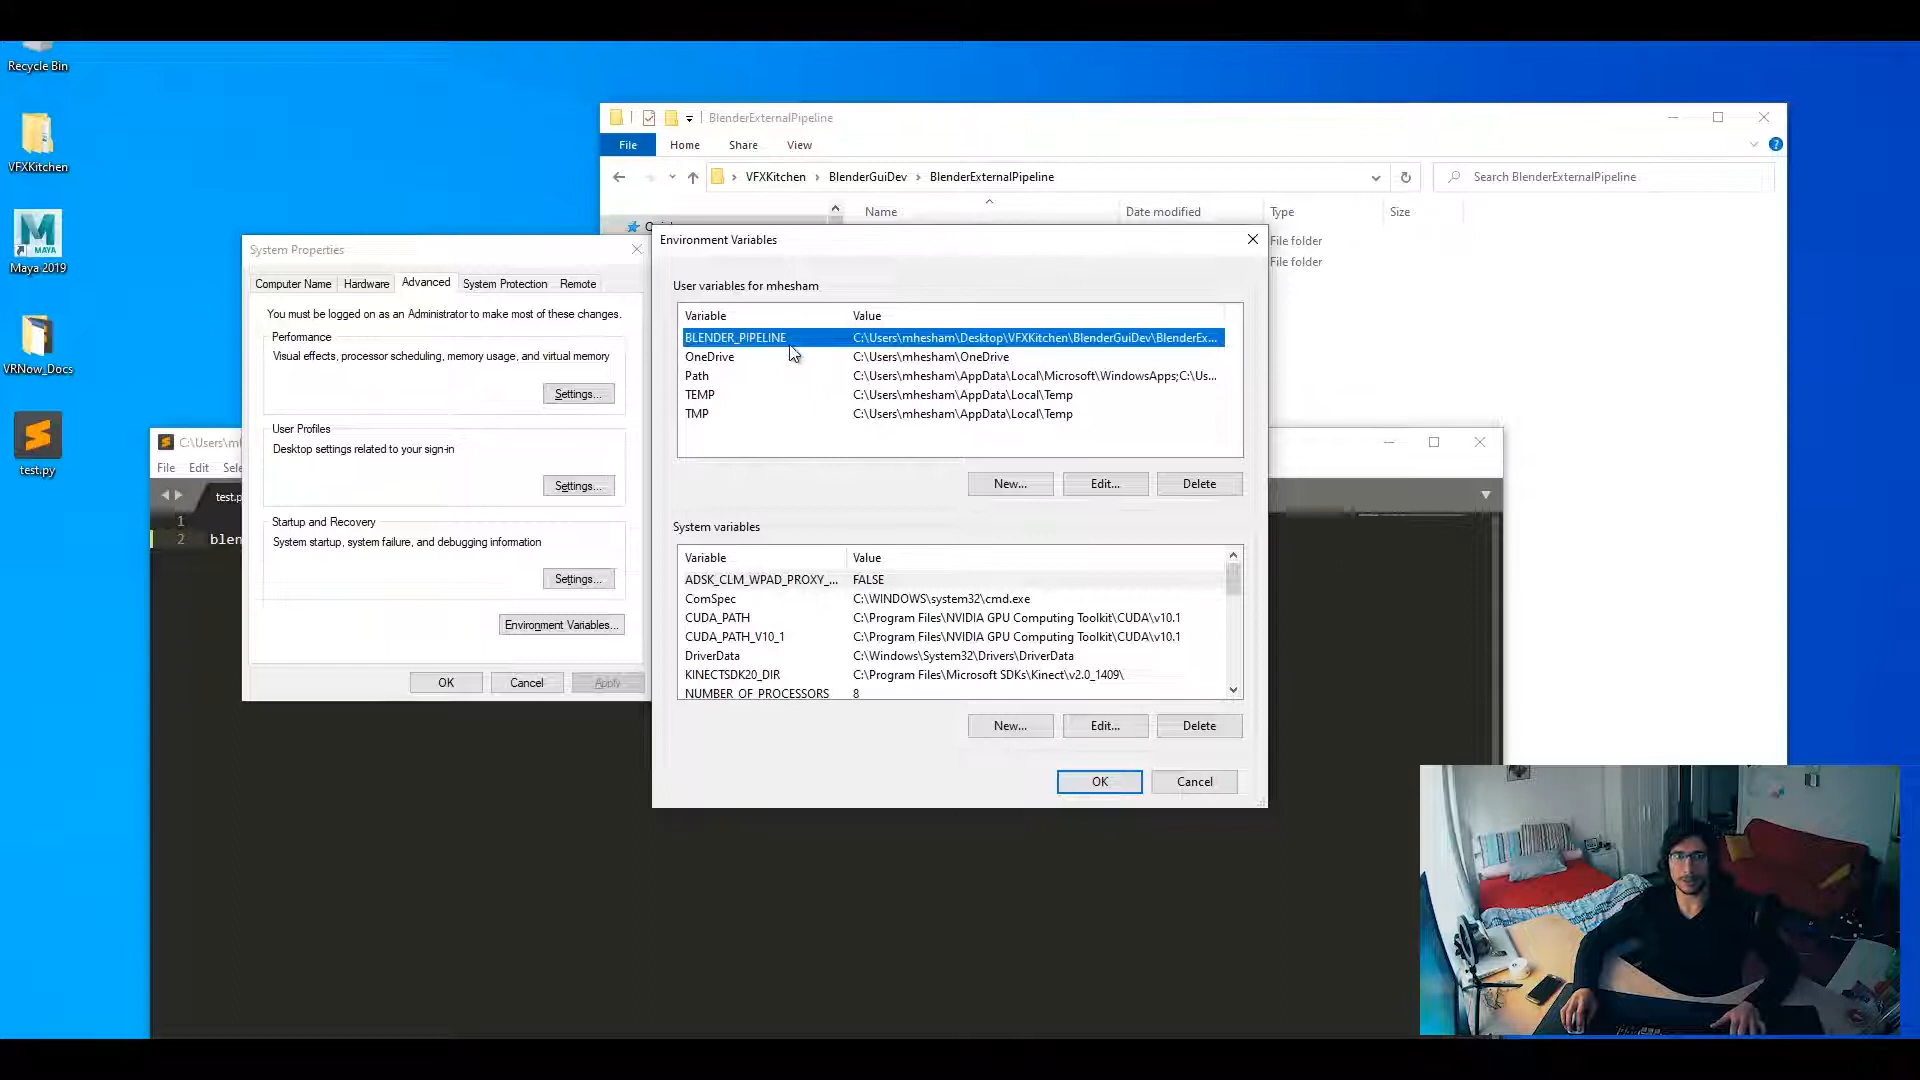 Recycle Bin
VFXKitchen
MAYA
Maya 2019
VRNow_Docs
test.py
BlenderExternalPipeline
File Home Share View
VFXKitchen › BlenderGuiDev › BlenderExternalPipeline
Search BlenderExternalPipeline
Name Date modified Type Size
File folder
File folder
System Properties
Computer Name Hardware Advanced System Protection Remote
You must be logged on as an Administrator to make most of these changes.
Performance
Visual effects, processor scheduling, memory usage, and virtual memory
Settings...
User Profiles
Desktop settings related to your sign-in
Settings...
Startup and Recovery
System startup, system failure, and debugging information
Settings...
Environment Variables...
OK Cancel Apply
Environment Variables
User variables for mhesham
Variable Value
BLENDER_PIPELINE C:\Users\mhesham\Desktop\VFXKitchen\BlenderGuiDev\BlenderEx...
OneDrive C:\Users\mhesham\OneDrive
Path C:\Users\mhesham\AppData\Local\Microsoft\WindowsApps;C:\Us...
TEMP C:\Users\mhesham\AppData\Local\Temp
TMP C:\Users\mhesham\AppData\Local\Temp
New... Edit... Delete
System variables
Variable Value
ADSK_CLM_WPAD_PROXY_... FALSE
ComSpec C:\WINDOWS\system32\cmd.exe
CUDA_PATH C:\Program Files\NVIDIA GPU Computing Toolkit\CUDA\v10.1
CUDA_PATH_V10_1 C:\Program Files\NVIDIA GPU Computing Toolkit\CUDA\v10.1
DriverData C:\Windows\System32\Drivers\DriverData
KINECTSDK20_DIR C:\Program Files\Microsoft SDKs\Kinect\v2.0_1409\
NUMBER_OF_PROCESSORS 8
New... Edit... Delete
OK Cancel
C:\Users\m
File Edit Sele
test.p
1
2 blen